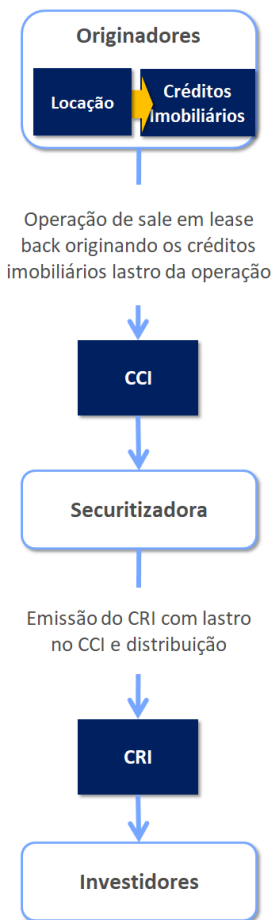 Originadores
Locação
Créditos
Imobiliários
Operação de sale em lease
back originando os créditos
imobiliários lastro da operação
CCI
Securitizadora
Emissão do CRI com lastro
no CCI e distribuição
CRI
Investidores